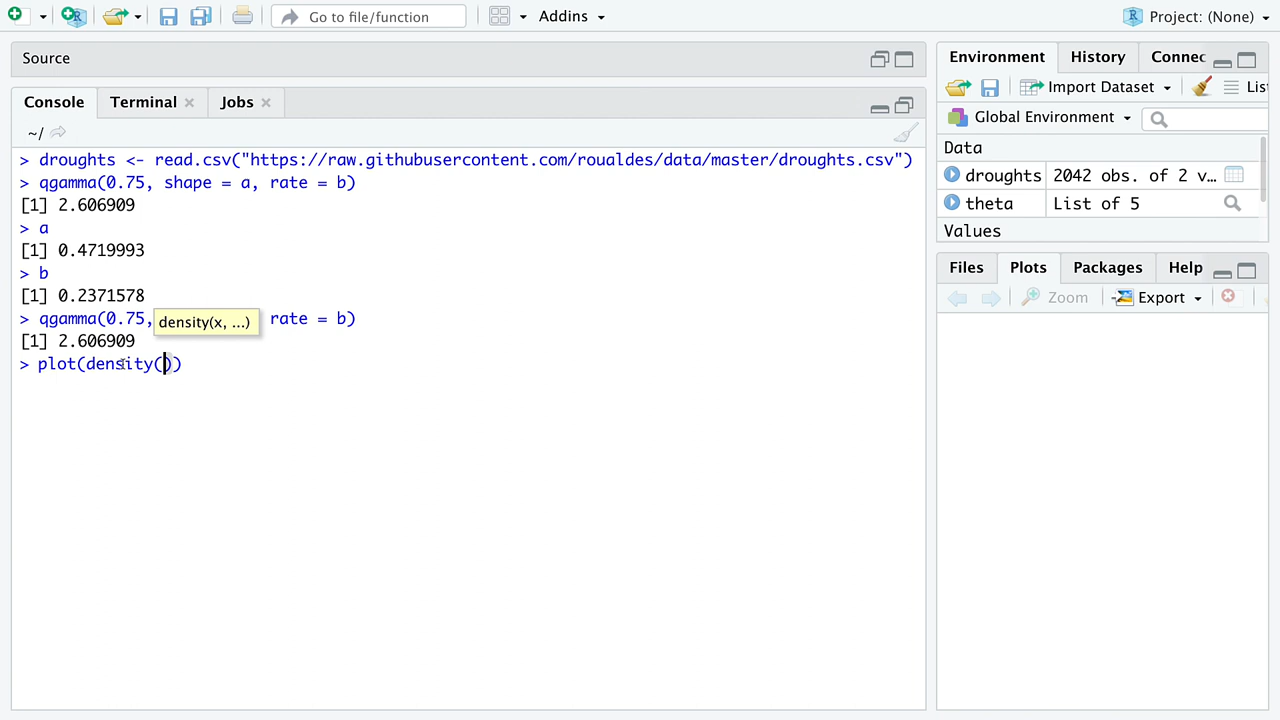 Go to file/function
Addins
Project: (None)
Source
Console
Terminal
Jobs
~/
> droughts <- read.csv("https://raw.githubusercontent.com/roualdes/data/master/droughts.csv")
> qgamma(0.75, shape = a, rate = b)
[1] 2.606909
> a
[1] 0.4719993
> b
[1] 0.2371578
> qgamma(0.75, rate = b)
density(x, ...)
[1] 2.606909
> plot(density())
Environment
History
Connec
Import Dataset
Lis
Global Environment
Data
droughts 2042 obs. of 2 v…
theta List of 5
Values
Files
Plots
Packages
Help
Zoom
Export